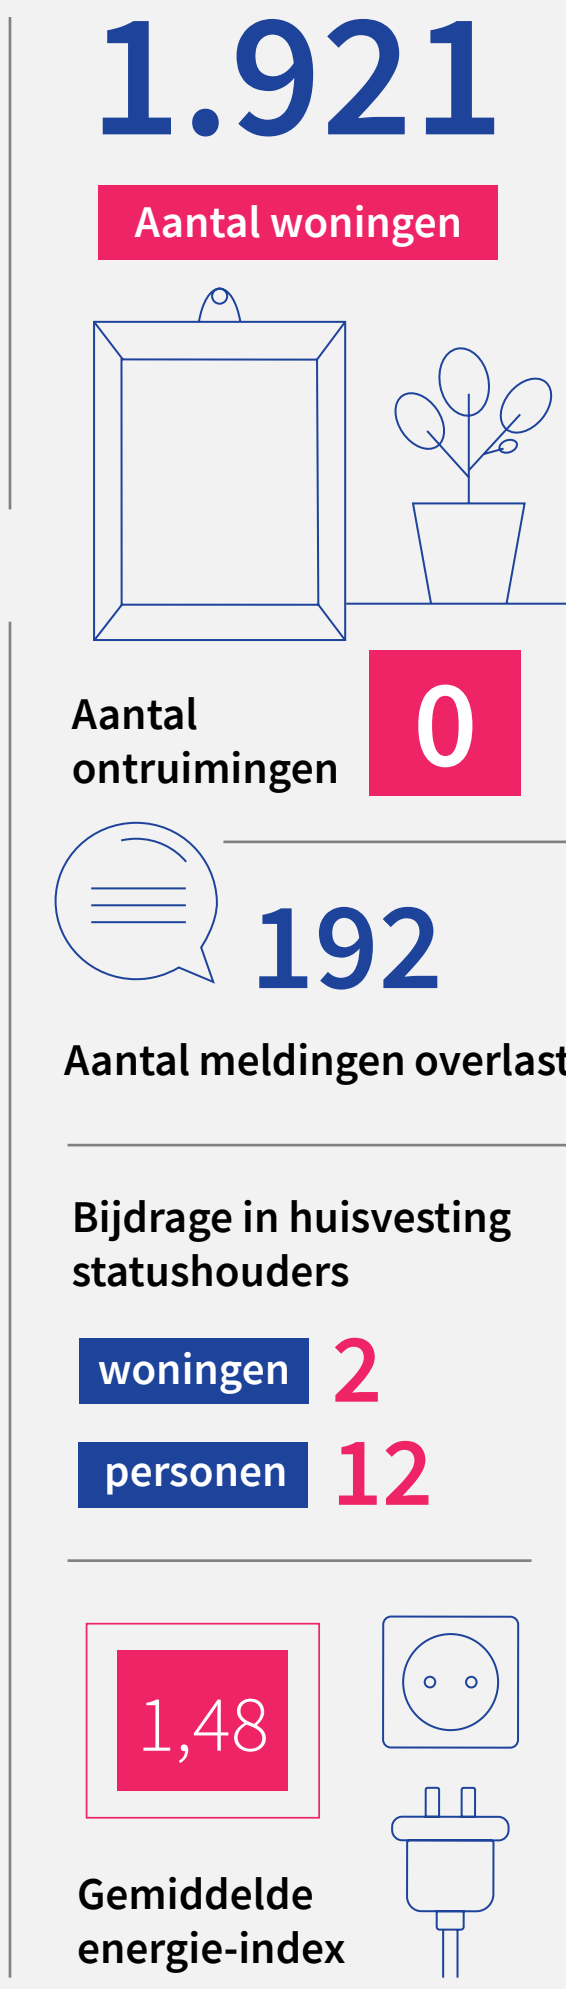 1.921
Aantal woningen
Aantal
ontruimingen
0
192
Aantal meldingen overlast
Bijdrage in huisvesting
statushouders
woningen 2
personen 12
1,48
Gemiddelde
energie-index